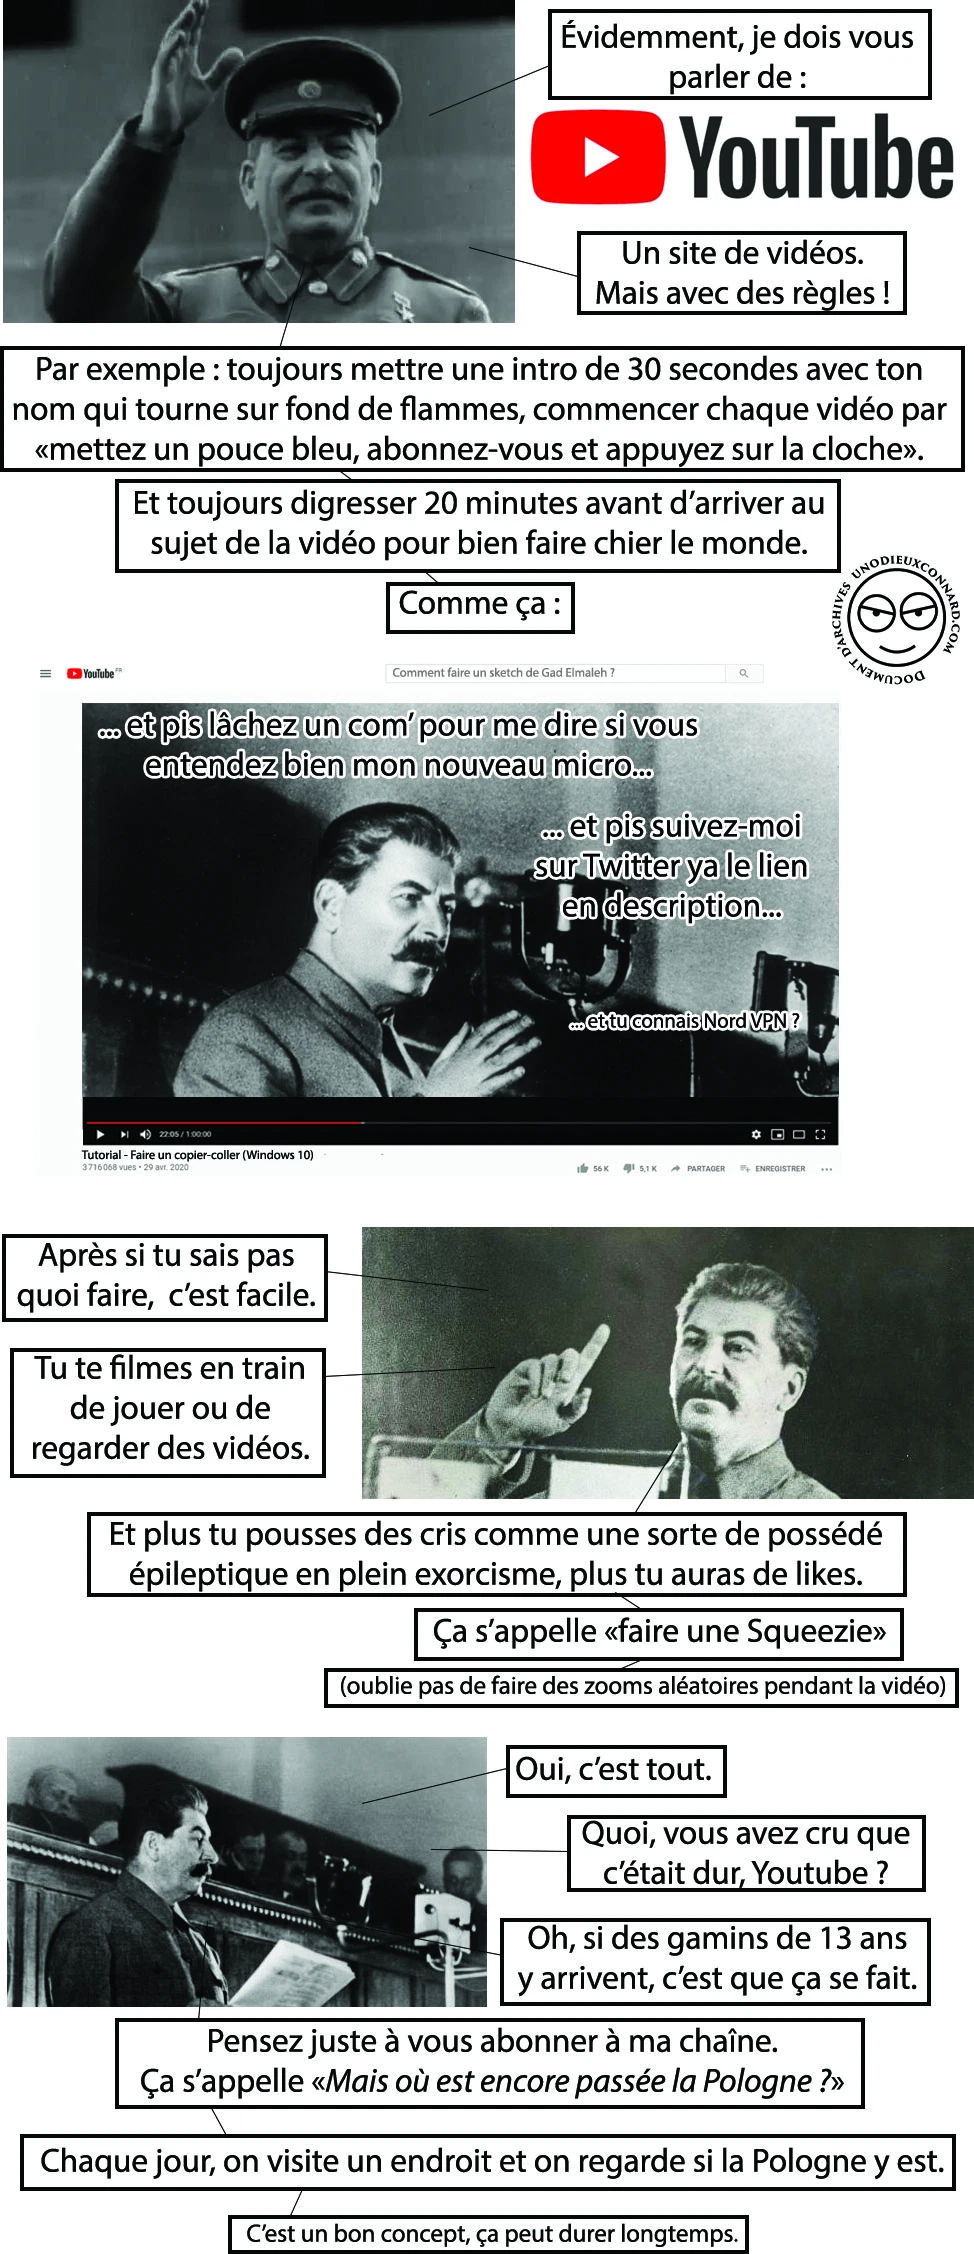 Évidemment, je dois vous
parler de :
YouTube
Un site de vidéos.
Mais avec des règles !
Par exemple : toujours mettre une intro de 30 secondes avec ton
nom qui tourne sur fond de flammes, commencer chaque vidéo par
«mettez un pouce bleu, abonnez-vous et appuyez sur la cloche».
Et toujours digresser 20 minutes avant d’arriver au
sujet de la vidéo pour bien faire chier le monde.
Comme ça :
DOCUMENT D'ARCHIVES UNODIEUXCONNARD.COM
YouTube FR
Comment faire un sketch de Gad Elmaleh ?
... et pis lâchez un com’ pour me dire si vous
entendez bien mon nouveau micro...
... et pis suivez-moi
sur Twitter ya le lien
en description...
... et tu connais Nord VPN ?
22:05 / 1:00:00
Tutorial - Faire un copier-coller (Windows 10)
3 716 068 vues • 29 avr. 2020
56 K
5,1 K
PARTAGER
ENREGISTRER
Après si tu sais pas
quoi faire, c’est facile.
Tu te filmes en train
de jouer ou de
regarder des vidéos.
Et plus tu pousses des cris comme une sorte de possédé
épileptique en plein exorcisme, plus tu auras de likes.
Ça s’appelle «faire une Squeezie»
(oublie pas de faire des zooms aléatoires pendant la vidéo)
Oui, c’est tout.
Quoi, vous avez cru que
c’était dur, Youtube ?
Oh, si des gamins de 13 ans
y arrivent, c’est que ça se fait.
Pensez juste à vous abonner à ma chaîne.
Ça s’appelle «Mais où est encore passée la Pologne ?»
Chaque jour, on visite un endroit et on regarde si la Pologne y est.
C’est un bon concept, ça peut durer longtemps.